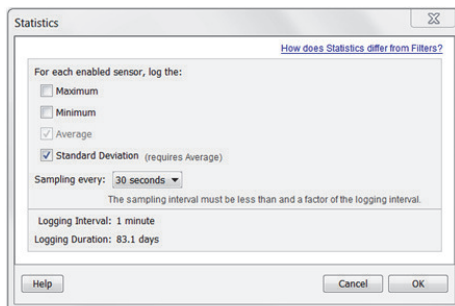 Statistics
How does Statistics differ from Filters?
For each enabled sensor, log the:
Maximum
Minimum
Average
Standard Deviation (requires Average)
Sampling every: 30 seconds
The sampling interval must be less than and a factor of the logging interval.
Logging Interval: 1 minute
Logging Duration: 83.1 days
Help Cancel OK